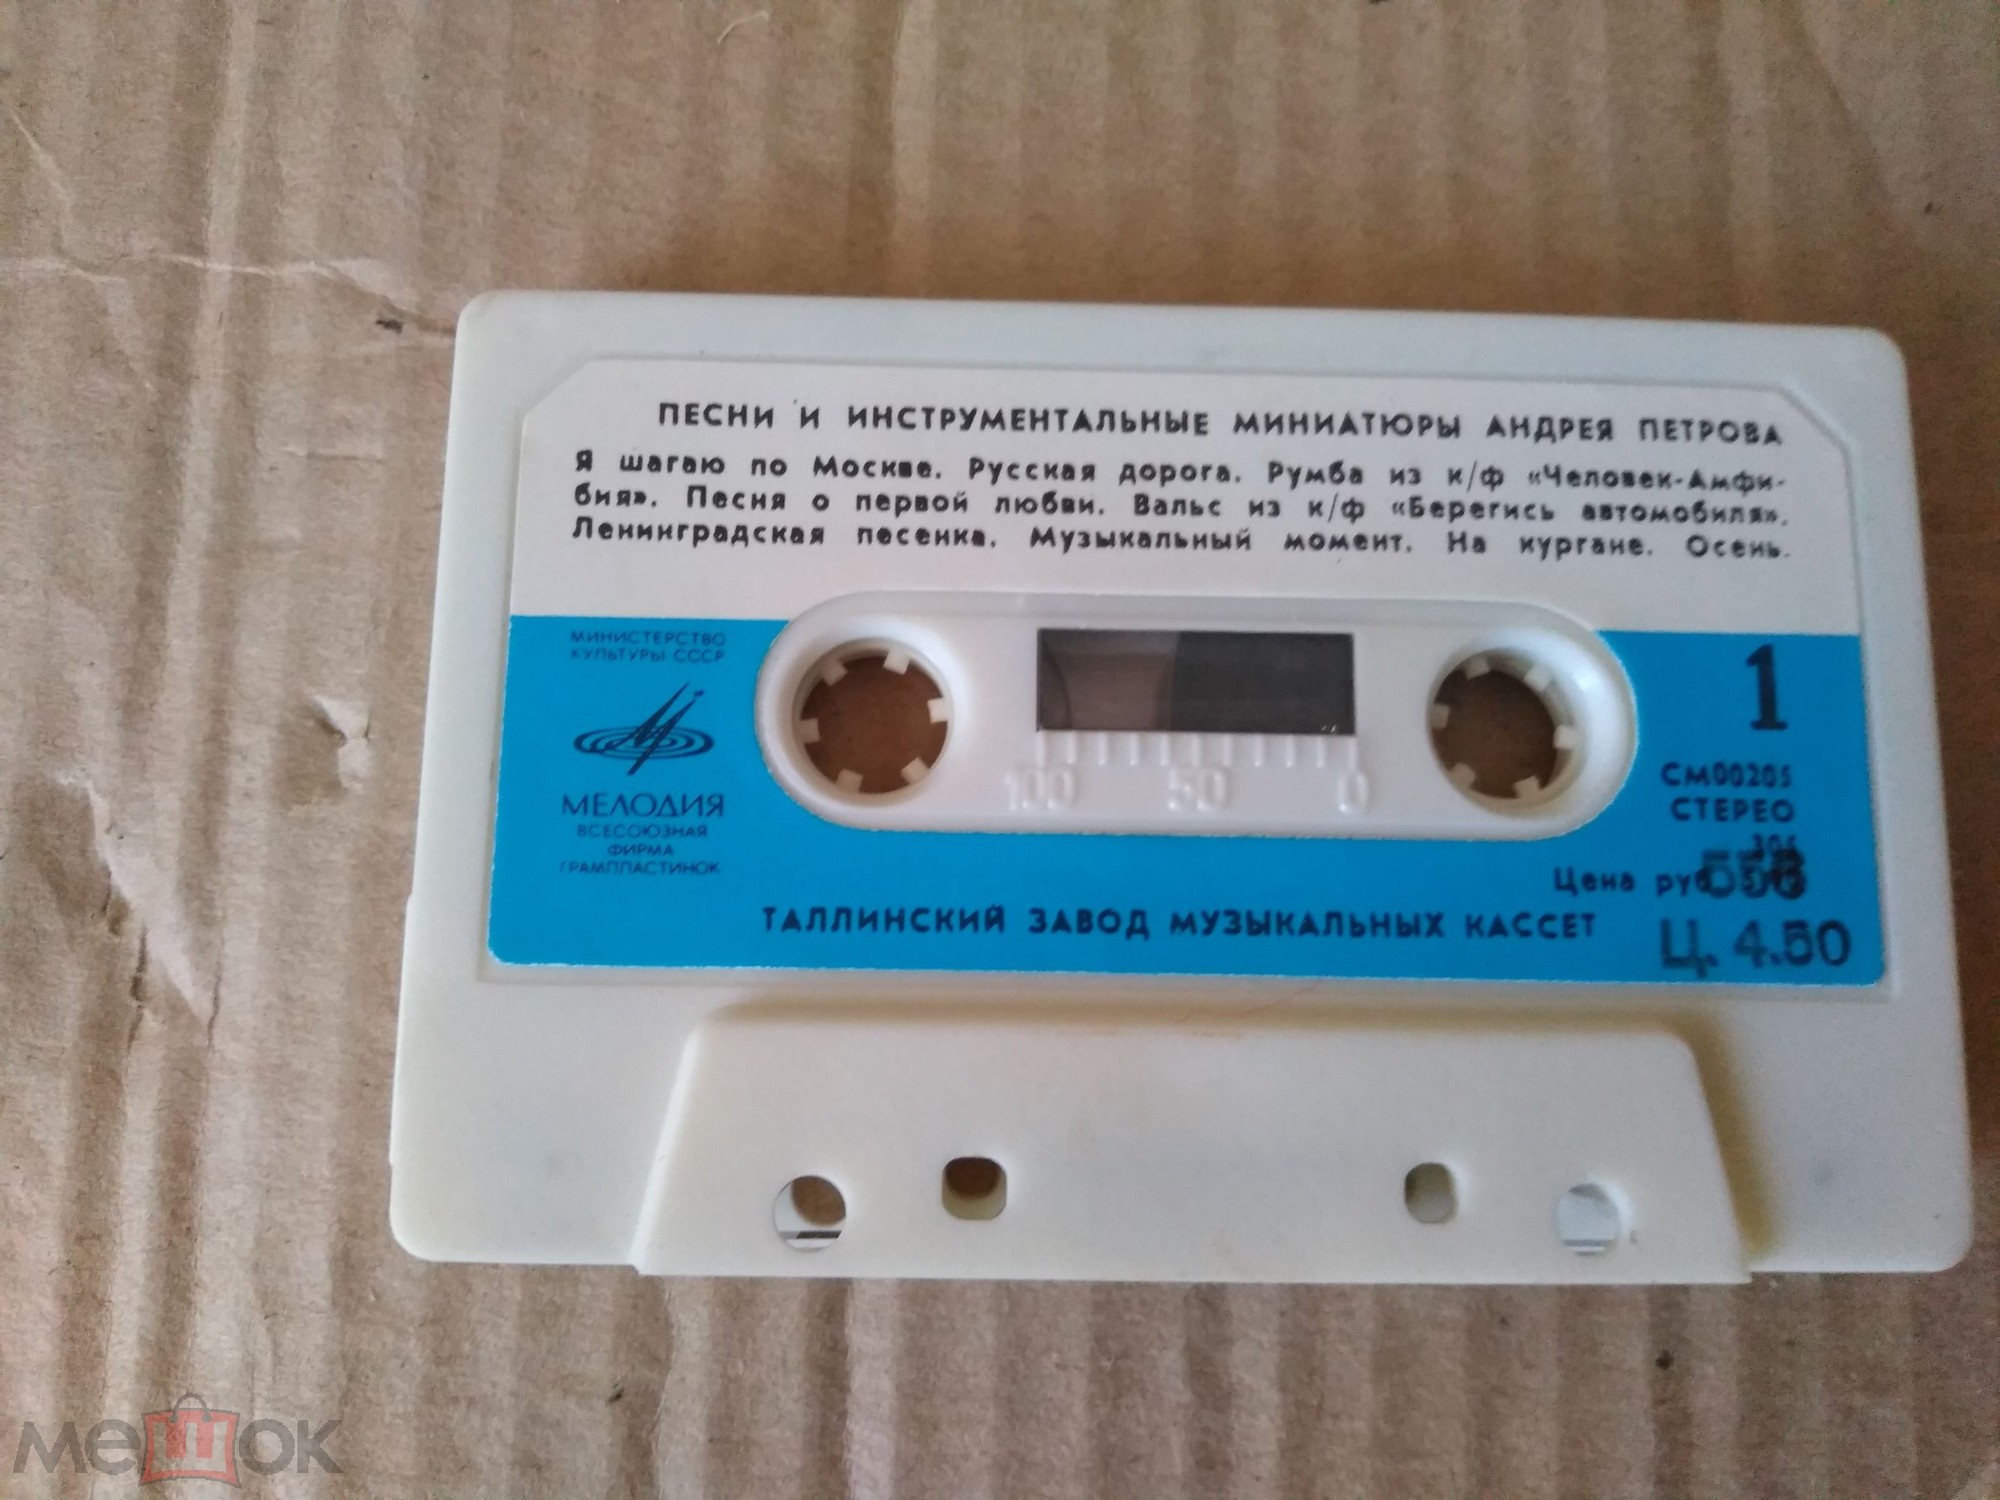 ПЕСНИ И ИНСТРУМЕНТАЛЬНЫЕ МИНИАТЮРЫ АНДРЕЯ ПЕТРОВА
Я шагаю по Москве. Русская дорога. Румба из к/ф «Человек-Амфи-
бия». Песня о первой любви. Вальс из к/ф «Берегись автомобиля».
Ленинградская песенка. Музыкальный момент. На кургане. Осень.
МИНИСТЕРСТВО
КУЛЬТУРЫ СССР
МЕЛОДИЯ
ВСЕСОЮЗНАЯ
ФИРМА
ГРАМПЛАСТИНОК
100 50 0
1
СМ00205
СТЕРЕО
Цена руб
Ц. 4.50
ТАЛЛИНСКИЙ ЗАВОД МУЗЫКАЛЬНЫХ КАССЕТ
мешок